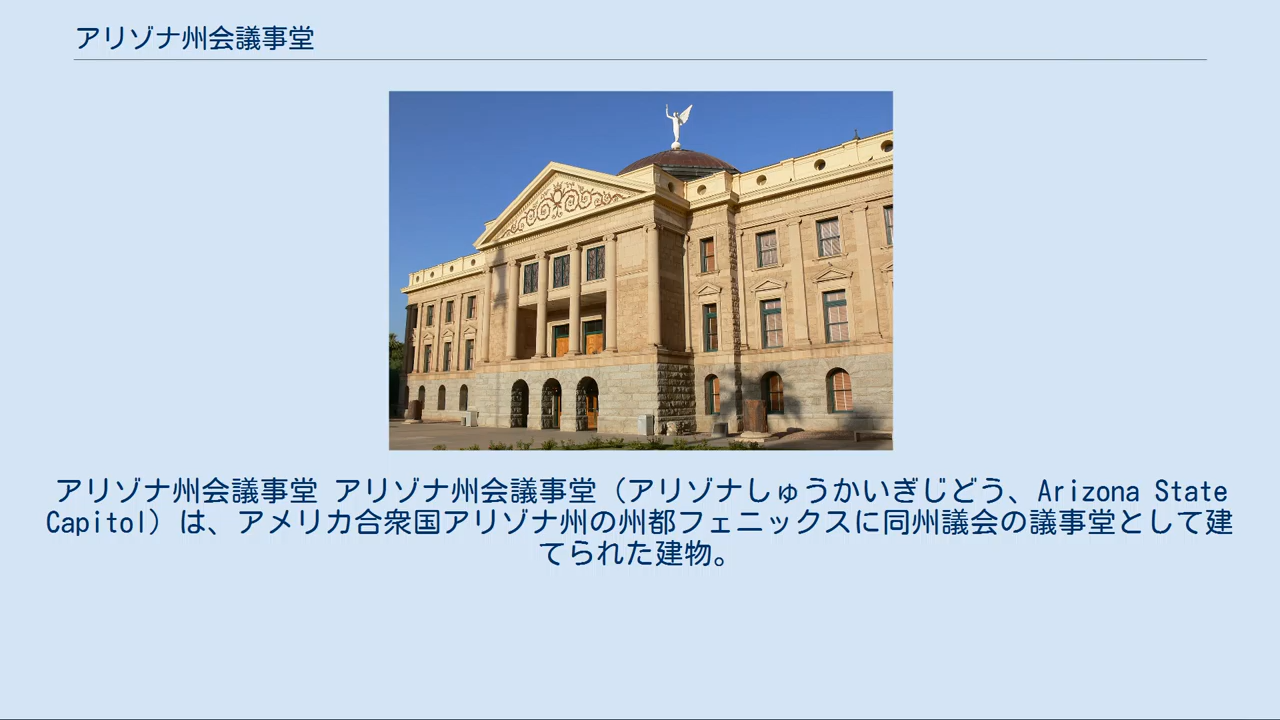 アリゾナ州会議事堂
アリゾナ州会議事堂 アリゾナ州会議事堂（アリゾナしゅうかいぎじどう、Arizona State
Capitol）は、アメリカ合衆国アリゾナ州の州都フェニックスに同州議会の議事堂として建
てられた建物。